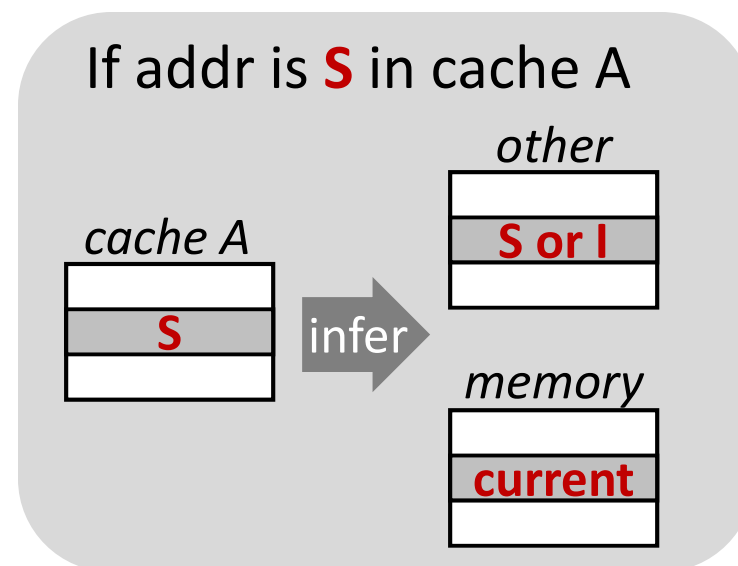 If addr is S in cache A
cache A
S
infer
other
S or I
memory
current